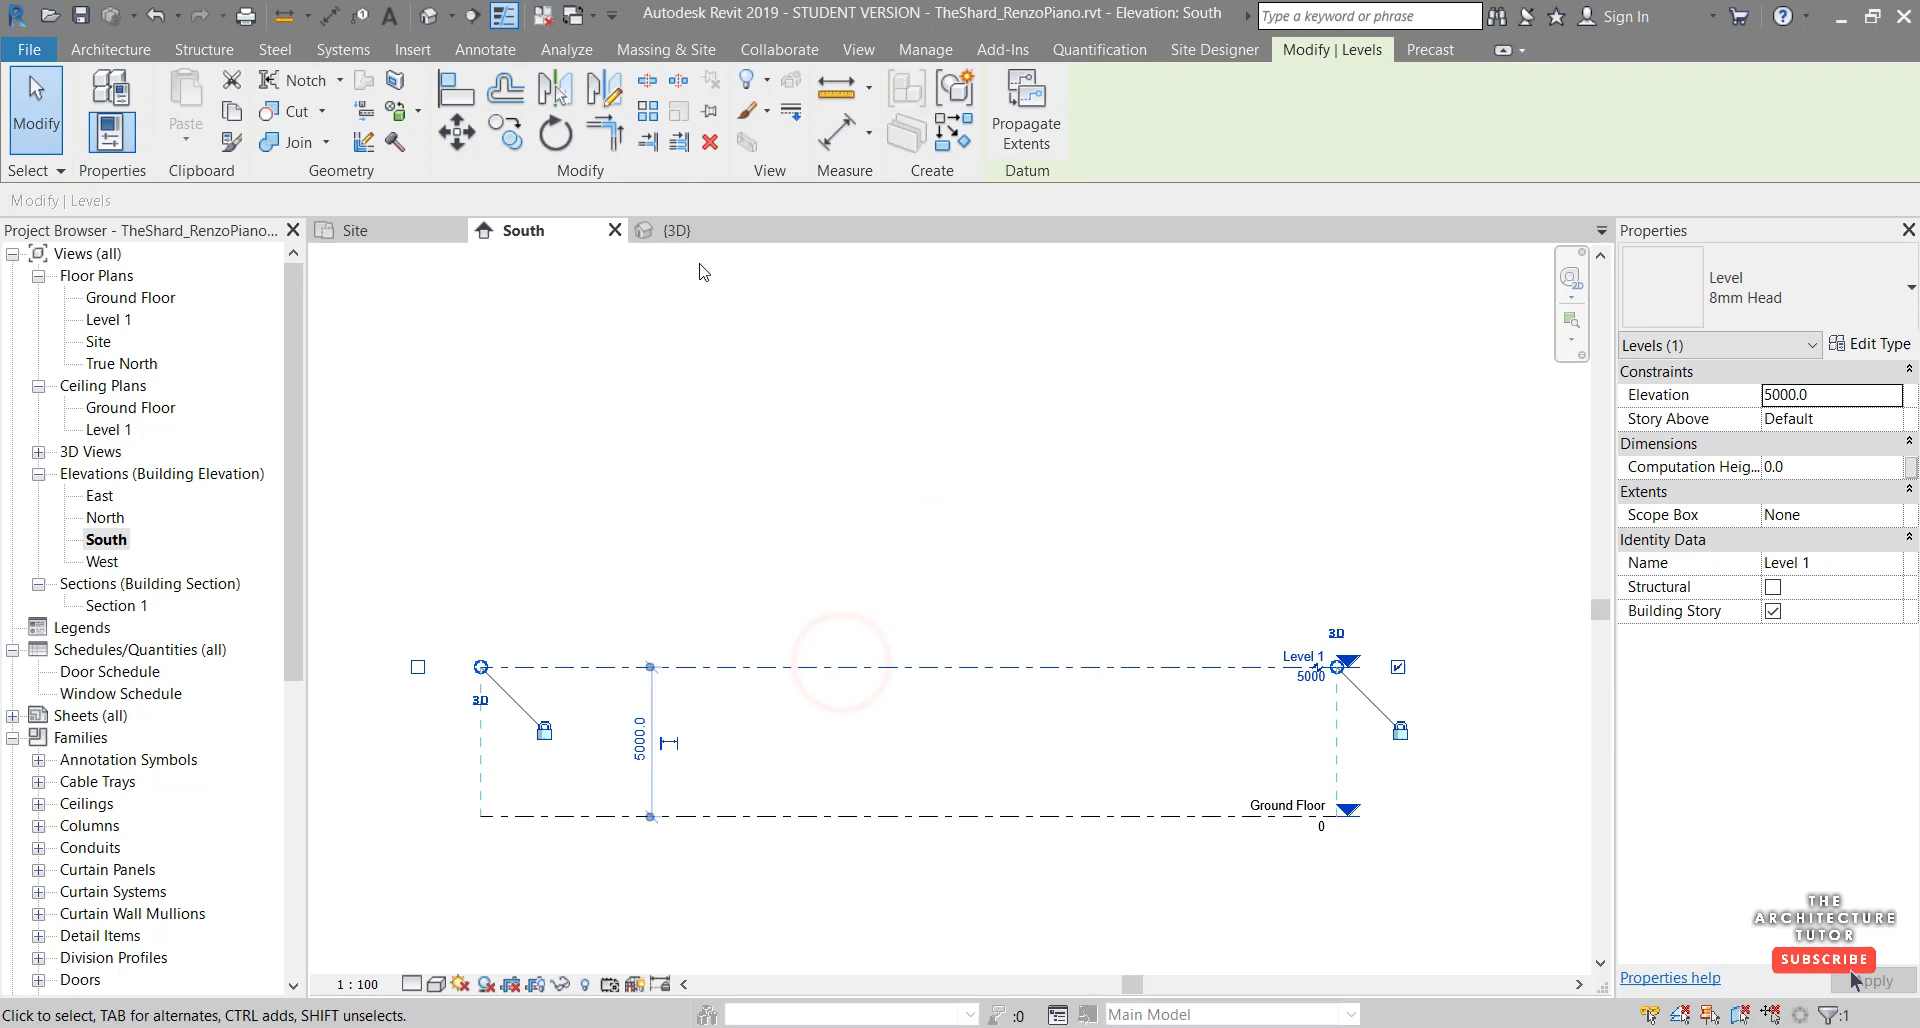 Autodesk Revit 2019 - STUDENT VERSION - TheShard_RenzoPiano.rvt - Elevation: South
Type a keyword or phrase
Sign In
File Architecture Structure Steel Systems Insert Annotate Analyze Massing & Site Collaborate View Manage Add-Ins Quantification Site Designer Modify | Levels Precast
Modify
Paste
Notch
Cut
Join
Propagate
Extents
Select Properties Clipboard Geometry Modify View Measure Create Datum
Modify | Levels
Project Browser - TheShard_RenzoPiano...
Site
South
{3D}
Properties
Views (all)
Floor Plans
Ground Floor
Level 1
Site
True North
Ceiling Plans
Ground Floor
Level 1
3D Views
Elevations (Building Elevation)
East
North
South
West
Sections (Building Section)
Section 1
Legends
Schedules/Quantities (all)
Door Schedule
Window Schedule
Sheets (all)
Families
Annotation Symbols
Cable Trays
Ceilings
Columns
Conduits
Curtain Panels
Curtain Systems
Curtain Wall Mullions
Detail Items
Division Profiles
Doors
2D
3D
Level 1
5000
3D
5000.0
Ground Floor
0
Level
8mm Head
Levels (1)
Edit Type
Constraints
Elevation 5000.0
Story Above Default
Dimensions
Computation Heig... 0.0
Extents
Scope Box None
Identity Data
Name Level 1
Structural
Building Story
THE
ARCHITECTURE
TUTOR
SUBSCRIBE
Properties help
1 : 100
Click to select, TAB for alternates, CTRL adds, SHIFT unselects.
:0
Main Model
:1